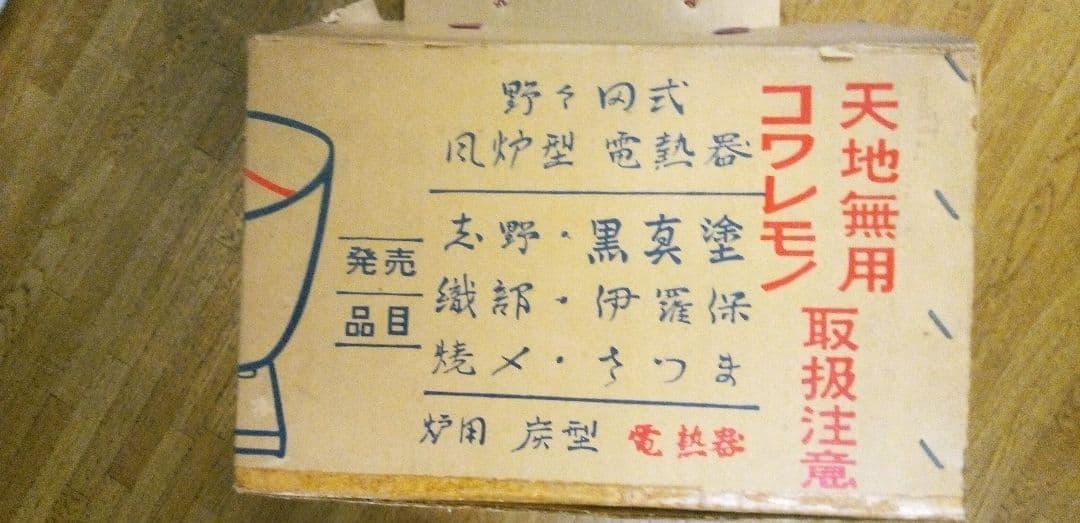 野々田式
風炉型 電熱器
発売
品目
志野・黒真塗
織部・伊羅保
焼〆・さつま
炉用 炭型 電熱器
天地無用
コワレモノ
取扱注意